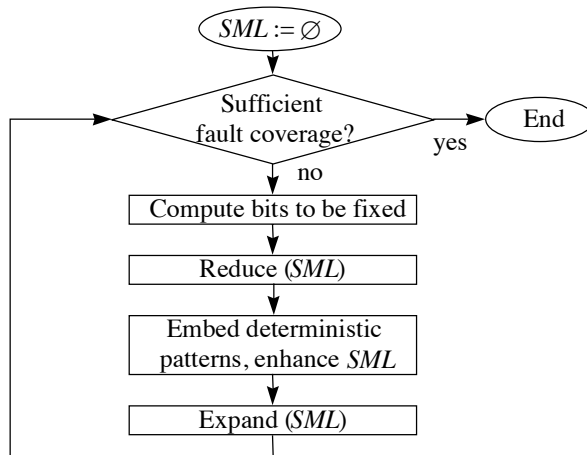 SML := ∅
Sufficient
fault coverage?
End
yes
no
Compute bits to be fixed
Reduce (SML)
Embed deterministic
patterns, enhance SML
Expand (SML)